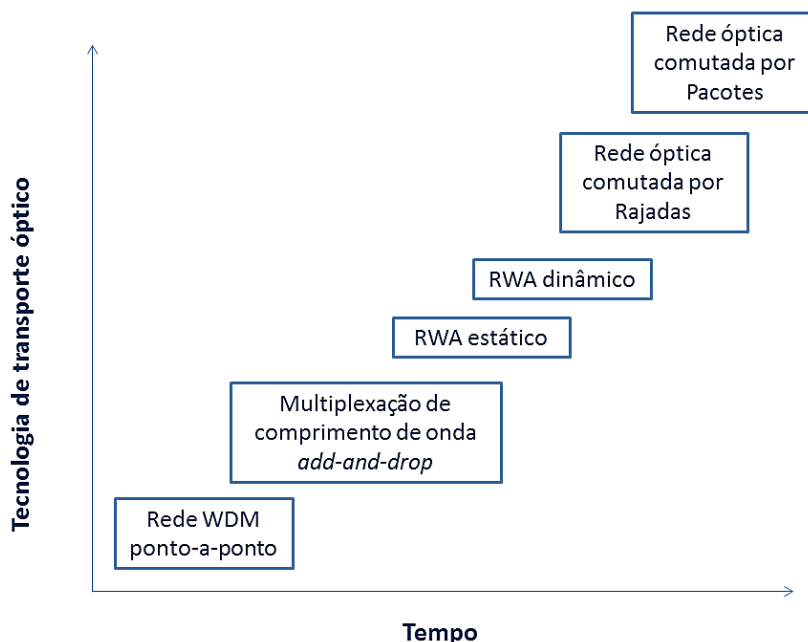 Rede óptica
comutada por
Pacotes
Rede óptica
comutada por
Rajadas
RWA dinâmico
RWA estático
Multiplexação de
comprimento de onda
add-and-drop
Rede WDM
ponto-a-ponto
Tecnologia de transporte óptico
Tempo